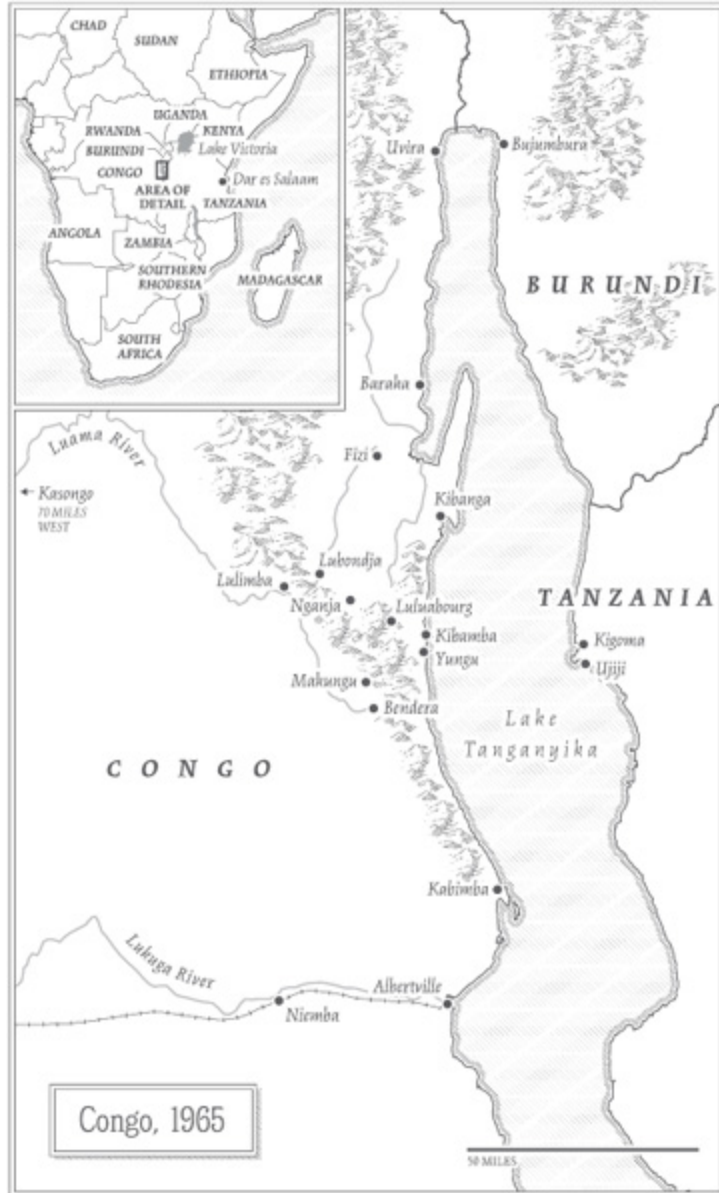 CHAD
SUDAN
ETHIOPIA
UGANDA
RWANDA
KENYA
BURUNDI
Lake Victoria
CONGO
Dar es Salaam
AREA OF
DETAIL
TANZANIA
ANGOLA
ZAMBIA
SOUTHERN
RHODESIA
MADAGASCAR
SOUTH
AFRICA
Uvira
Bujumbura
BURUNDI
Baraka
Luama River
Fizi
Kasongo
70 MILES
WEST
Kibanga
Lubondja
Lulimba
Nganja
Luluabourg
TANZANIA
Kibamba
Kigoma
Yungu
Ujiji
Makungu
Bendera
Lake
Tanganyika
CONGO
Kabimba
Lukuga River
Albertville
Niemba
Congo, 1965
50 MILES